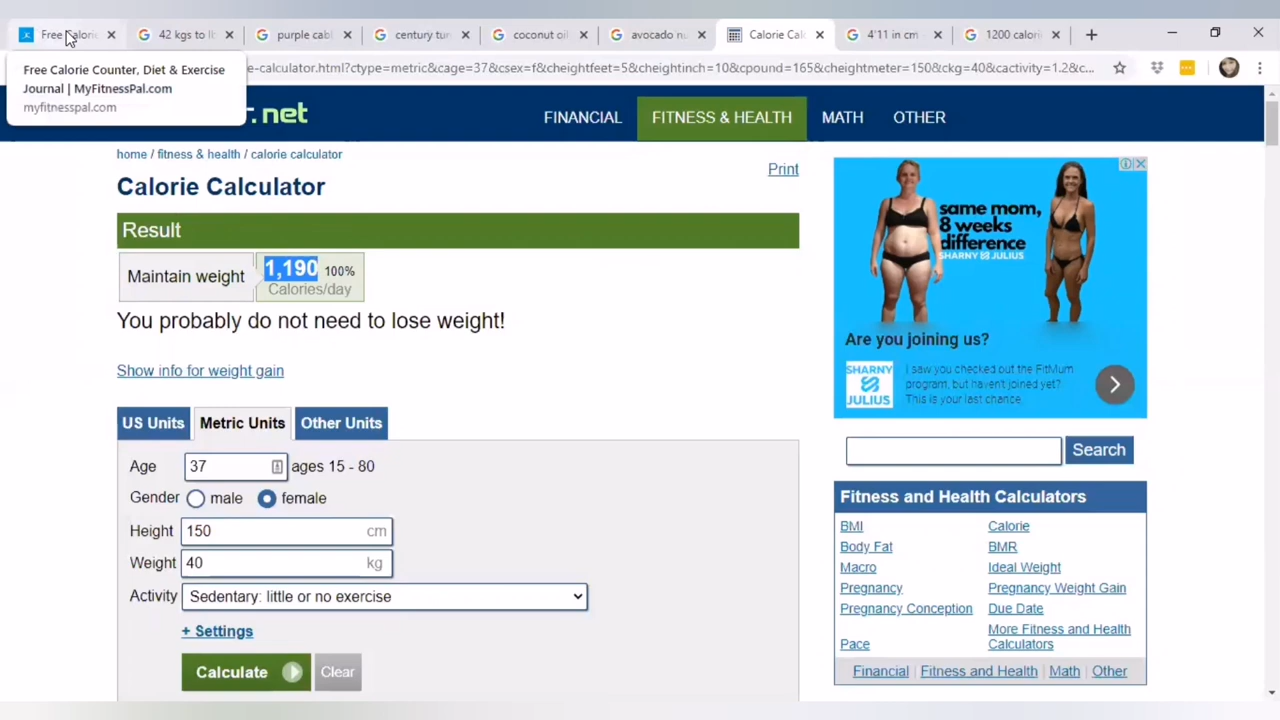 Free Calorie
42 kgs to lb
purple cabl
century tun
coconut oil
avocado nu
Calorie Calc
4'11 in cm -
1200 calorie
Free Calorie Counter, Diet & Exercise
Journal | MyFitnessPal.com
myfitnesspal.com
e-calculator.html?ctype=metric&cage=37&csex=f&cheightfeet=5&cheightinch=10&cpound=165&cheightmeter=150&ckg=40&cactivity=1.2&c...
.net
FINANCIAL
FITNESS & HEALTH
MATH
OTHER
home / fitness & health / calorie calculator
Print
Calorie Calculator
Result
Maintain weight
1,190 100%
Calories/day
You probably do not need to lose weight!
Show info for weight gain
US Units
Metric Units
Other Units
Age 37 ages 15 - 80
Gender male female
Height 150 cm
Weight 40 kg
Activity Sedentary: little or no exercise
+ Settings
Calculate
Clear
same mom,
8 weeks
difference
SHARNY & JULIUS
Are you joining us?
SHARNY
JULIUS
I saw you checked out the FitMum
program, but haven't joined yet?
This is your last chance.
Search
Fitness and Health Calculators
BMI
Calorie
Body Fat
BMR
Macro
Ideal Weight
Pregnancy
Pregnancy Weight Gain
Pregnancy Conception
Due Date
Pace
More Fitness and Health
Calculators
Financial | Fitness and Health | Math | Other